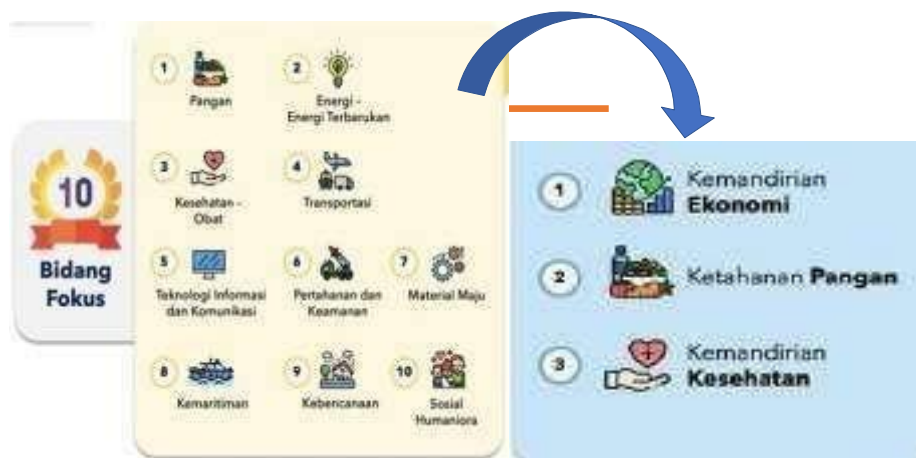 10
Bidang
Fokus
1
Pangan
2
Energi -
Energi Terbarukan
3
Kesehatan -
Obat
4
Transportasi
5
Teknologi Informasi
dan Komunikasi
6
Pertahanan dan
Keamanan
7
Material Maju
8
Kemaritiman
9
Kebencanaan
10
Sosial
Humaniora
1
Kemandirian
Ekonomi
2
Ketahanan Pangan
3
Kemandirian
Kesehatan